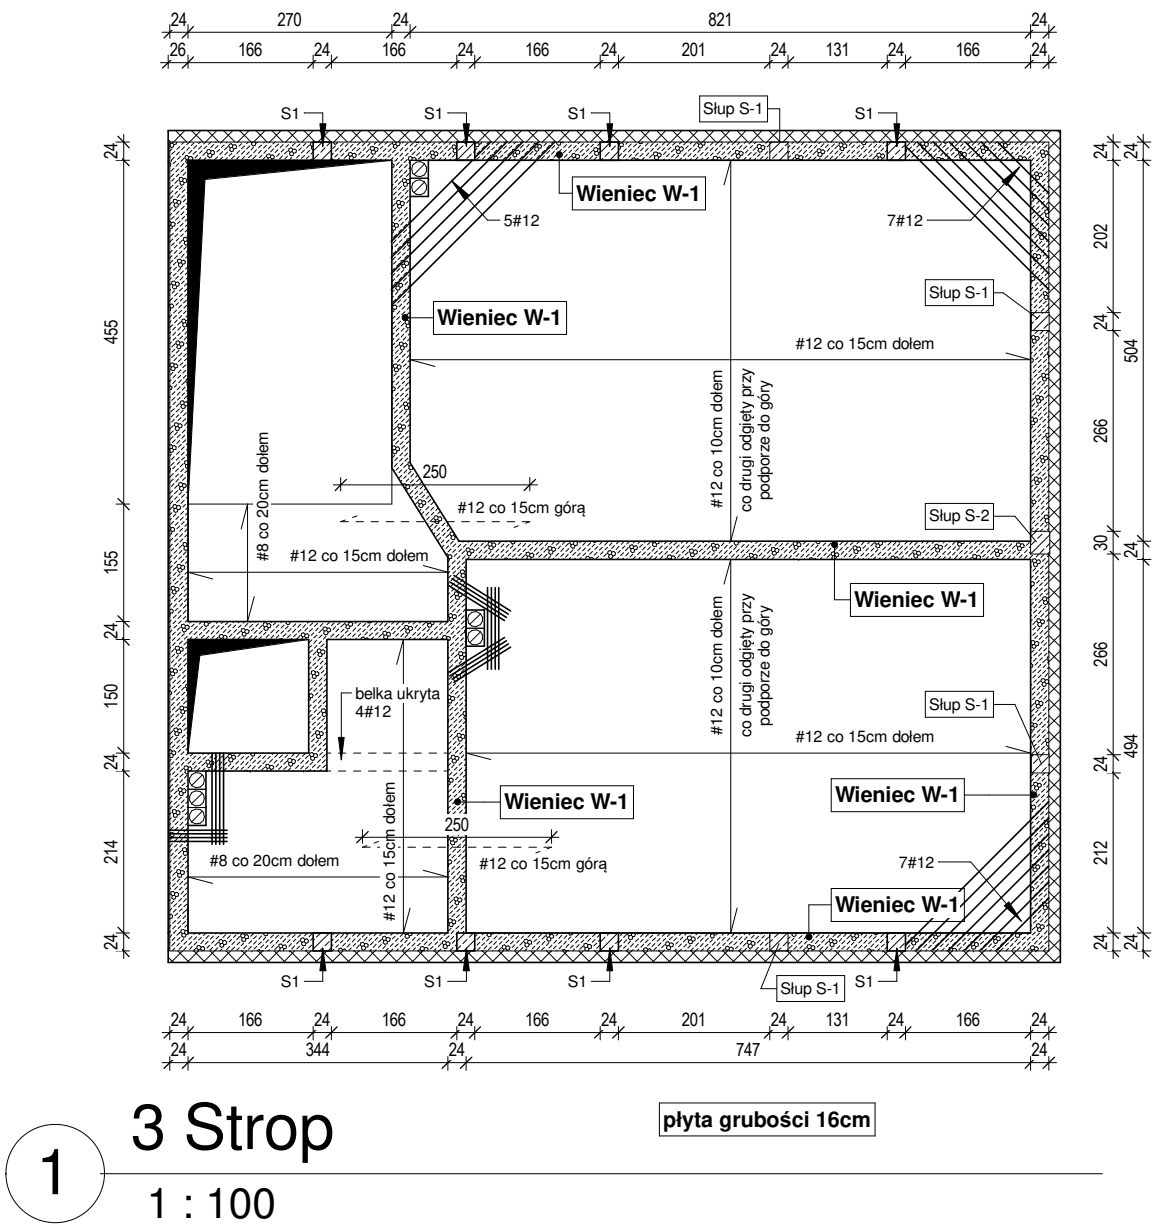 24 270 24 821 24
26 166 24 166 24 166 24 201 24 131 24 166 24
S1 S1 S1 Słup S-1 S1
24 24 24
Wieniec W-1
5#12 7#12
202
Słup S-1
Wieniec W-1
24
455 504
#12 co 15cm dołem
#12 co 10cm dołem
co drugi odgięty przy
podporze do góry
266
250
#8 co 20cm dołem
#12 co 15cm górą
Słup S-2
#12 co 15cm dołem
155 30 24
Wieniec W-1
24
#12 co 10cm dołem
co drugi odgięty przy
podporze do góry
266
150
belka ukryta
4#12
Słup S-1
#12 co 15cm dołem
494
24 24
Wieniec W-1
Wieniec W-1
250
#12 co 15cm dołem
214 212
#8 co 20cm dołem
#12 co 15cm górą
7#12
Wieniec W-1
24 24 24
S1 S1 S1 Słup S-1 S1
24 166 24 166 24 166 24 201 24 131 24 166 24
24 344 24 747 24
3 Strop
płyta grubości 16cm
1
1 : 100